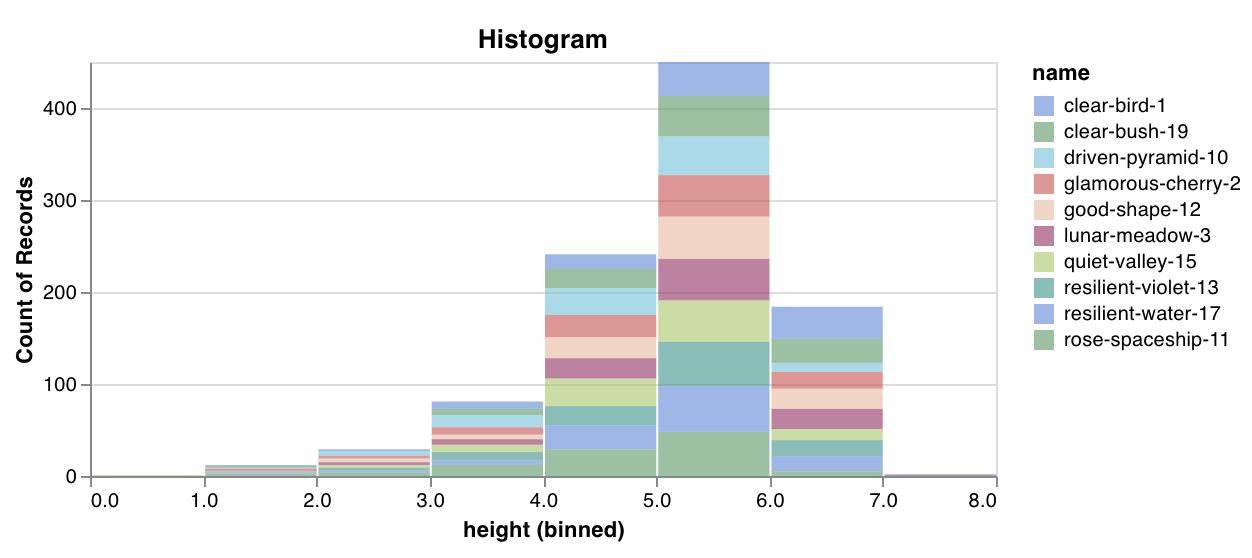 Histogram
Count of Records
400
300
200
100
0
0.0 1.0 2.0 3.0 4.0 5.0 6.0 7.0 8.0
height (binned)
name
clear-bird-1
clear-bush-19
driven-pyramid-10
glamorous-cherry-2
good-shape-12
lunar-meadow-3
quiet-valley-15
resilient-violet-13
resilient-water-17
rose-spaceship-11